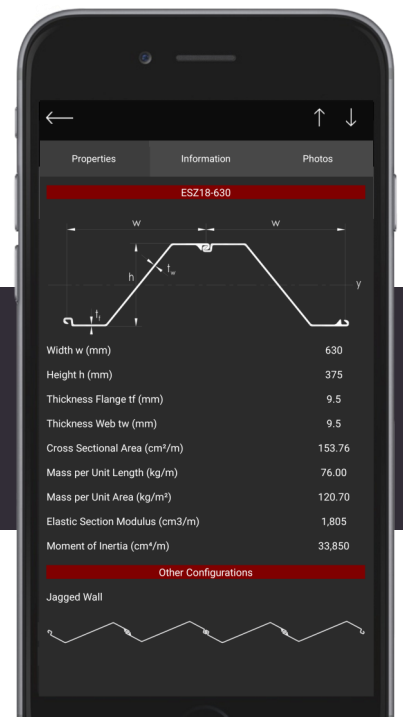 Properties Information Photos
ESZ18-630
w w
h tw y
tf
Width w (mm) 630
Height h (mm) 375
Thickness Flange tf (mm) 9.5
Thickness Web tw (mm) 9.5
Cross Sectional Area (cm²/m) 153.76
Mass per Unit Length (kg/m) 76.00
Mass per Unit Area (kg/m²) 120.70
Elastic Section Modulus (cm3/m) 1,805
Moment of Inertia (cm⁴/m) 33,850
Other Configurations
Jagged Wall